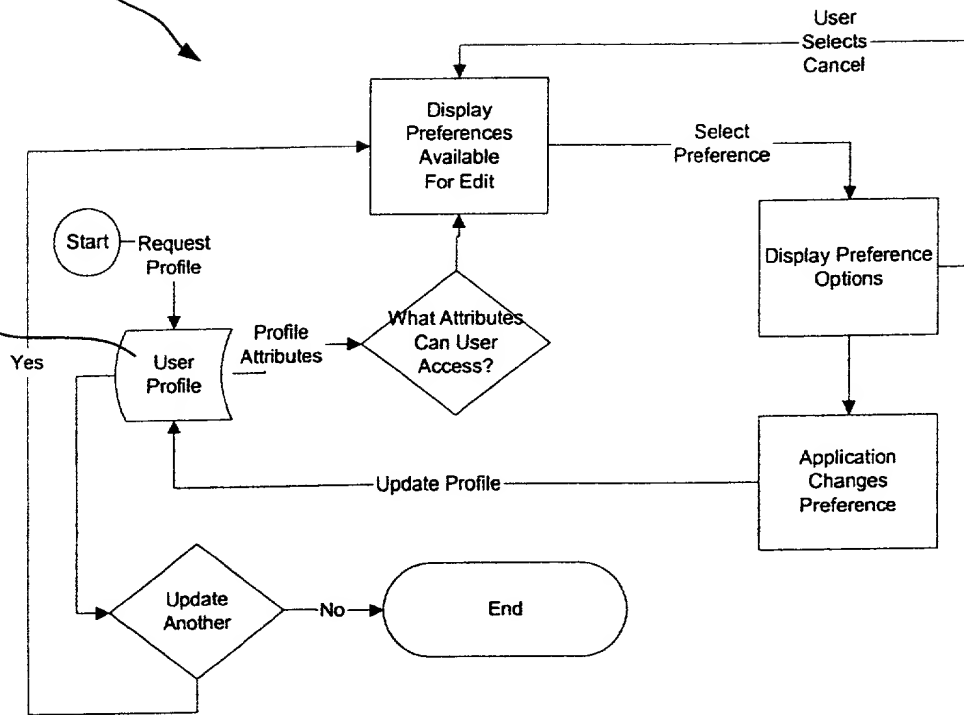 User
Selects
Cancel
Display
Preferences
Available
For Edit
Select
Preference
Start
Request
Profile
Display Preference
Options
What Attributes
Can User
Access?
Profile
Attributes
User
Profile
Yes
Application
Changes
Preference
Update Profile
Update
Another
No
End